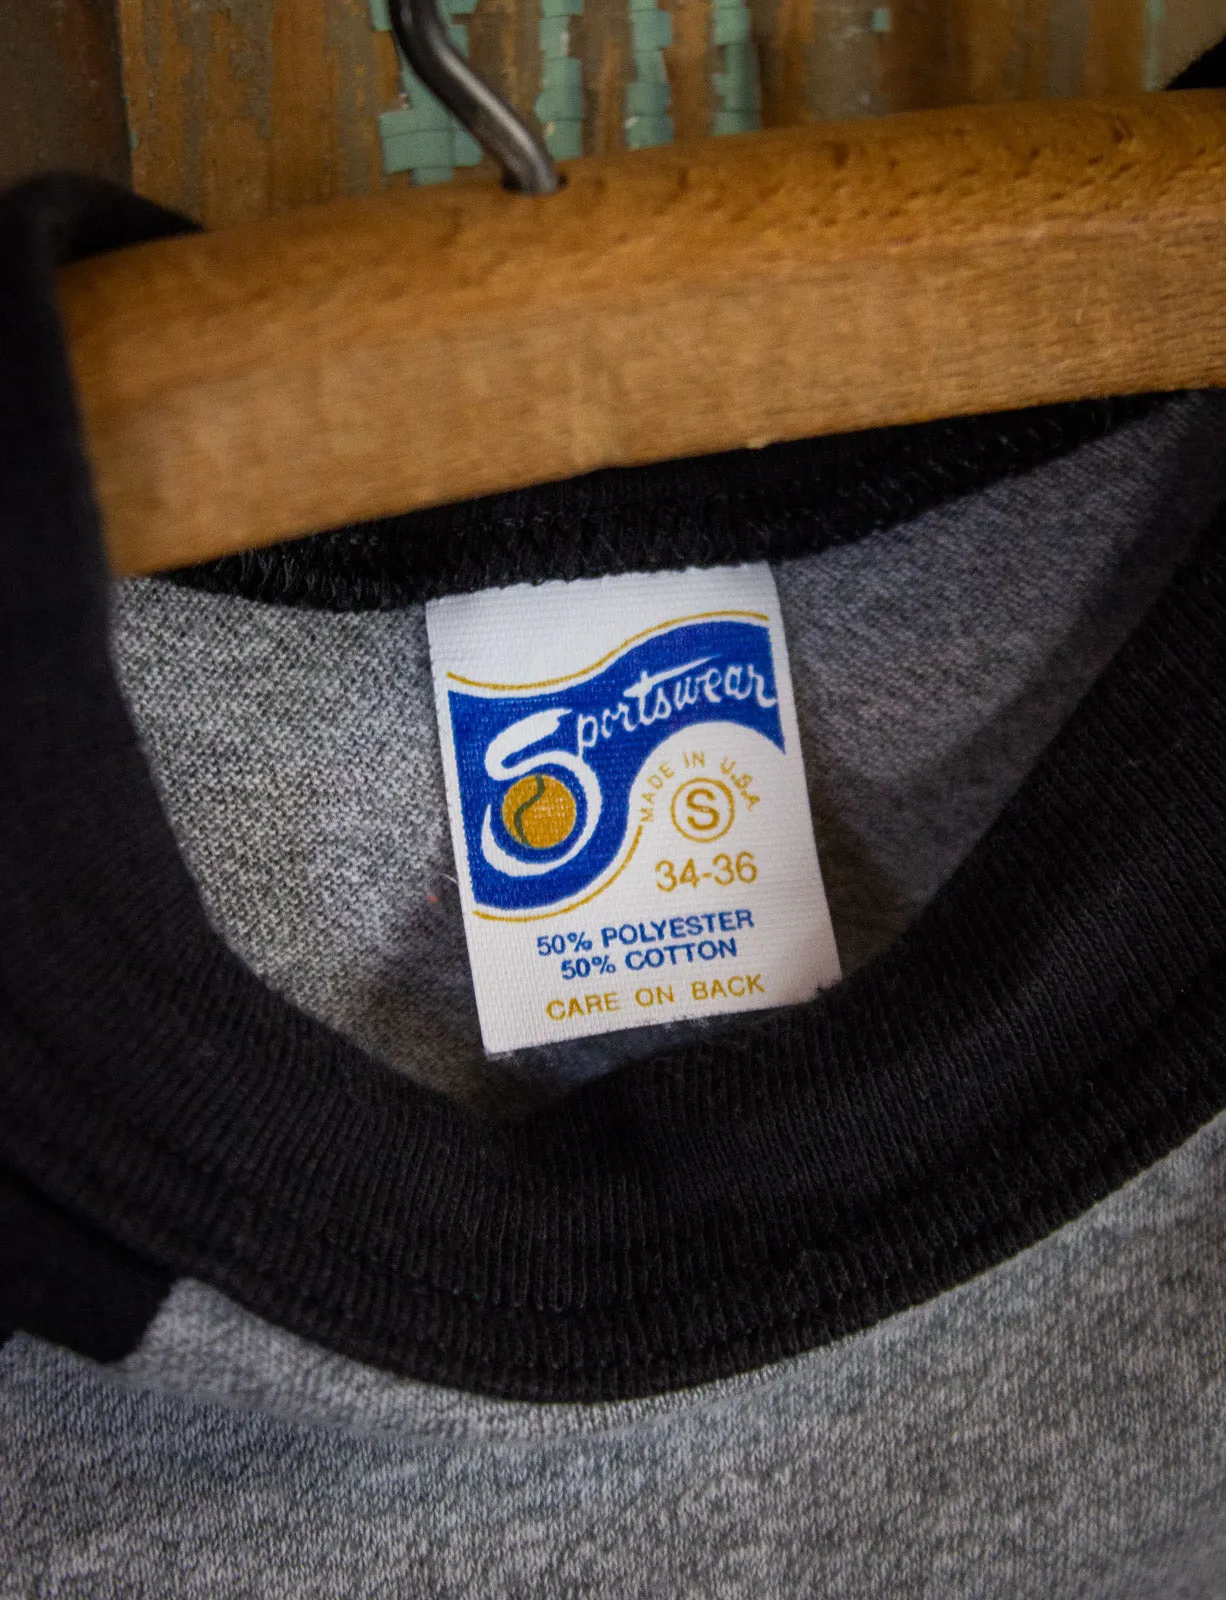 Sportswear
MADE IN U.S.A.
S
34-36
50% POLYESTER
50% COTTON
CARE ON BACK